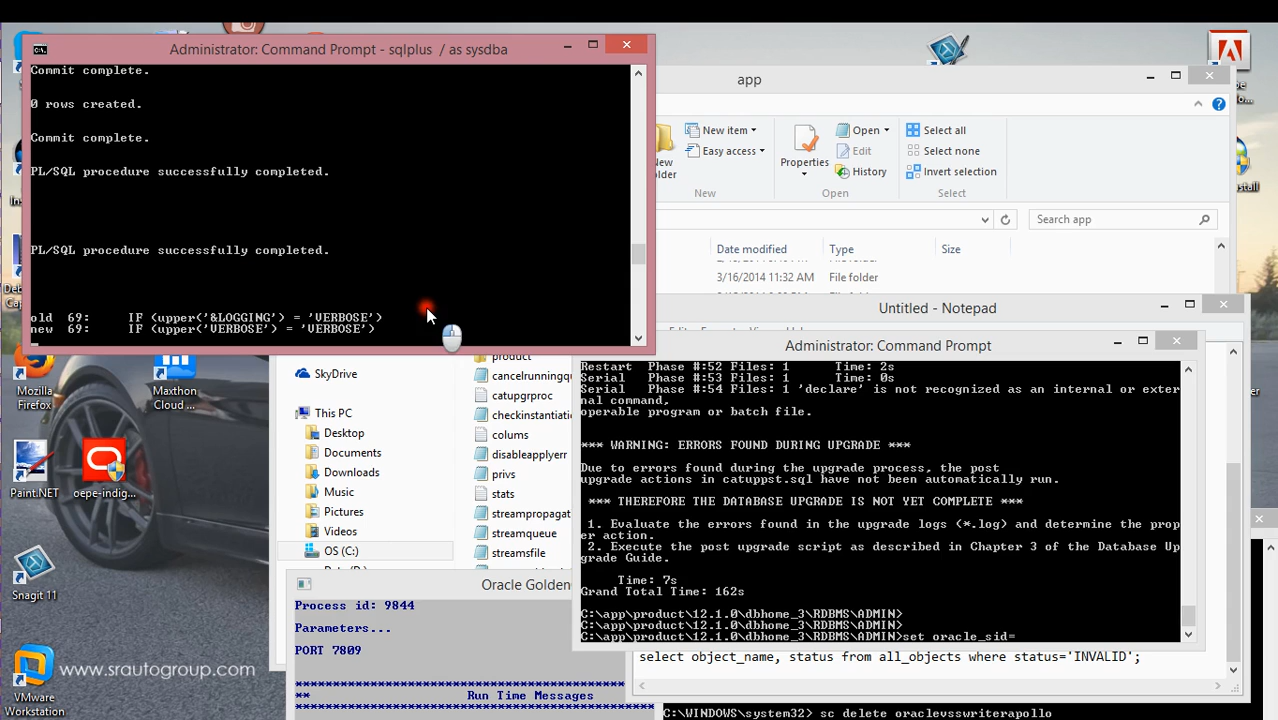 Administrator: Command Prompt - sqlplus / as sysdba
Commit complete.
0 rows created.
Commit complete.
PL/SQL procedure successfully completed.
PL/SQL procedure successfully completed.
old 69: IF (upper('&LOGGING') = 'VERBOSE')
new 69: IF (upper('VERBOSE') = 'VERBOSE')
app
New item
Open
Select all
Easy access
Edit
Select none
Properties
History
Invert selection
New
Open
Select
Search app
Date modified
Type
Size
3/16/2014 11:32 AM
File folder
Untitled - Notepad
Administrator: Command Prompt
Restart Phase #:52 Files: 1 Time: 2s
Serial Phase #:53 Files: 1 Time: 0s
Serial Phase #:54 Files: 1 'declare' is not recognized as an internal or exter
nal command,
operable program or batch file.
*** WARNING: ERRORS FOUND DURING UPGRADE ***
Due to errors found during the upgrade process, the post
upgrade actions in catuppst.sql have not been automatically run.
*** THEREFORE THE DATABASE UPGRADE IS NOT YET COMPLETE ***
1. Evaluate the errors found in the upgrade logs (*.log) and determine the prop
er action.
2. Execute the post upgrade script as described in Chapter 3 of the Database Up
grade Guide.
Time: 7s
Grand Total Time: 162s
C:\app\product\12.1.0\dbhome_3\RDBMS\ADMIN>
C:\app\product\12.1.0\dbhome_3\RDBMS\ADMIN>
C:\app\product\12.1.0\dbhome_3\RDBMS\ADMIN>set oracle_sid=
select object_name, status from all_objects where status='INVALID';
C:\WINDOWS\system32> sc delete oraclevsswriterapollo
SkyDrive
This PC
Desktop
Documents
Downloads
Music
Pictures
Videos
OS (C:)
product
cancelrunningqu
catupgrproc
checkinstantiati
colums
disableapplyerr
privs
stats
streampropagat
streamqueue
streamsfile
Oracle Golden
Process id: 9844
Parameters...
PORT 7809
**************************************
** Run Time Messages
**************************************
Mozilla
Firefox
Maxthon
Cloud ...
Paint.NET
oepe-indig...
Snagit 11
VMware
Workstation
www.srautogroup.com